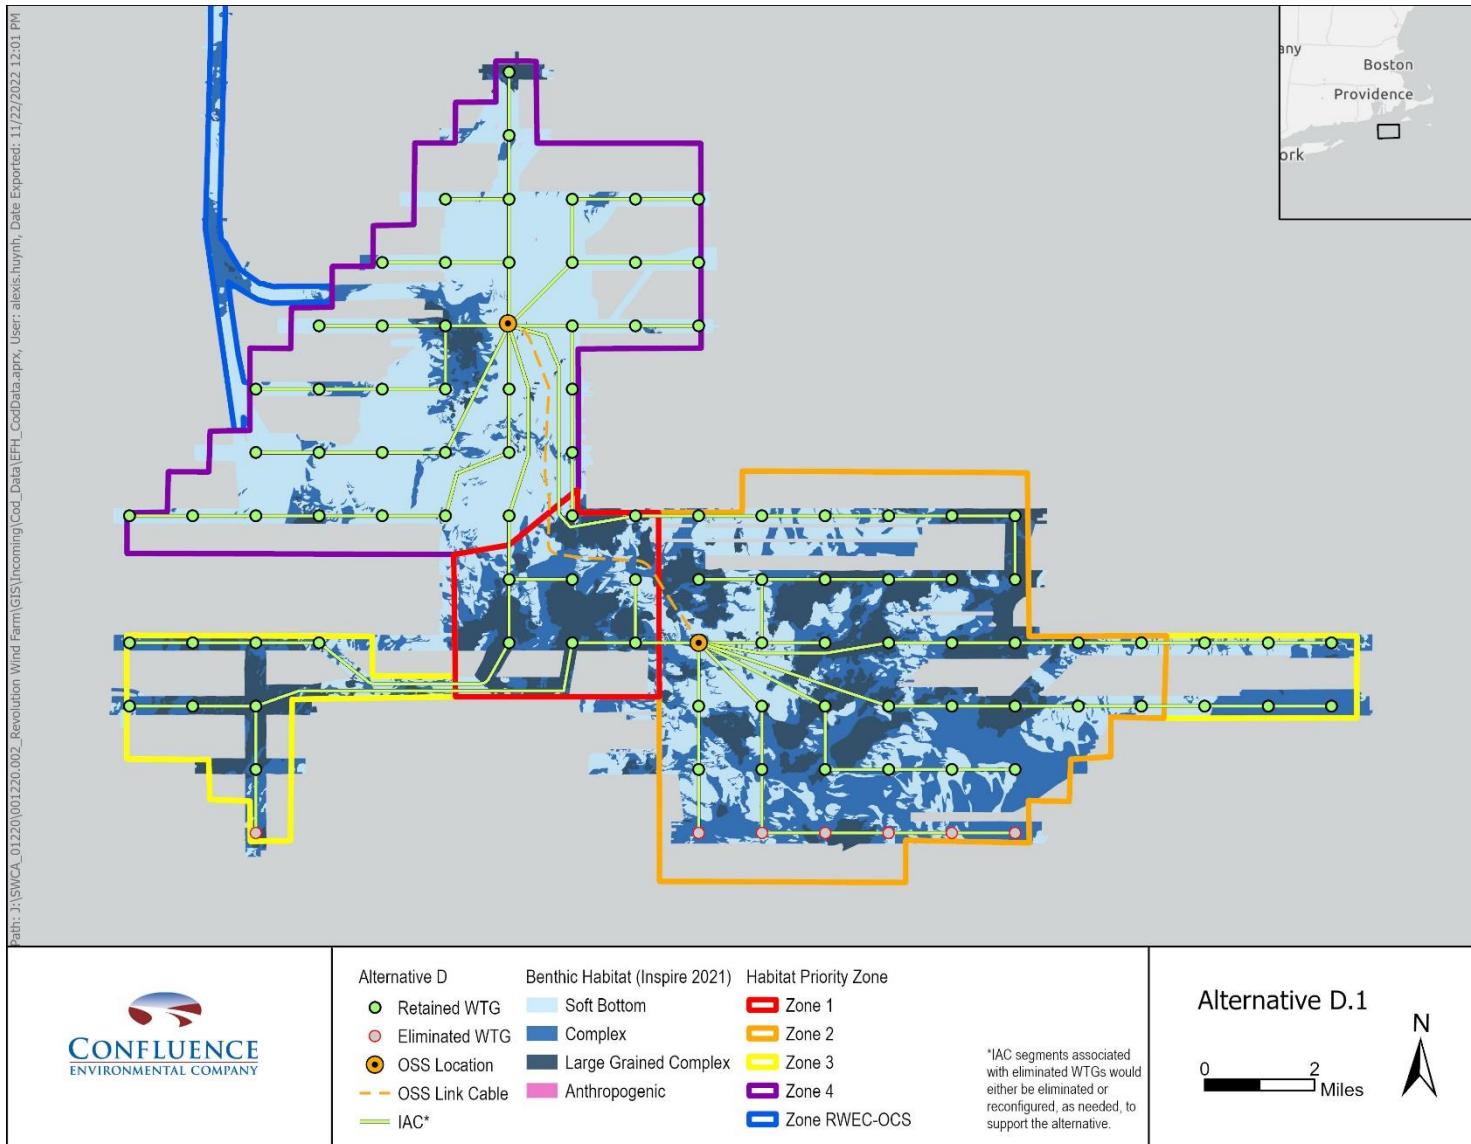 Path: J:\SWCA_01220\001220.002_Revolution Wind Farm\GIS\Incoming\Cod_Data\EFH_CodData.aprx, User: alexis.huynh, Date Exported: 11/22/2022 12:01 PM
any
Boston
Providence
ork
CONFLUENCE
ENVIRONMENTAL COMPANY
Alternative D
Retained WTG
Eliminated WTG
OSS Location
OSS Link Cable
IAC*
Benthic Habitat (Inspire 2021)
Soft Bottom
Complex
Large Grained Complex
Anthropogenic
Habitat Priority Zone
Zone 1
Zone 2
Zone 3
Zone 4
Zone RWEC-OCS
*IAC segments associated
with eliminated WTGs would
either be eliminated or
reconfigured, as needed, to
support the alternative.
Alternative D.1
N
0 2
Miles